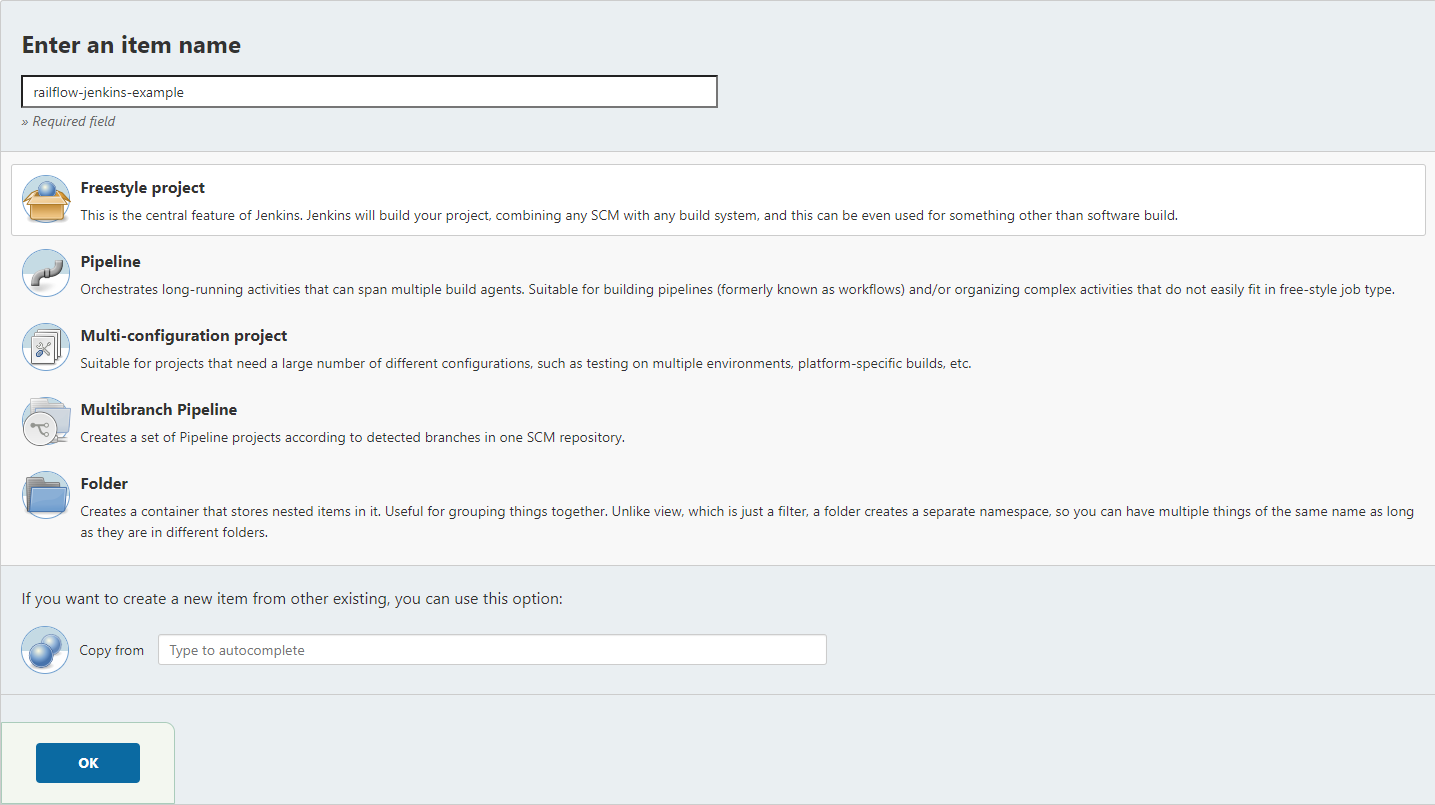 Enter an item name
railflow-jenkins-example
» Required field
Freestyle project
This is the central feature of Jenkins. Jenkins will build your project, combining any SCM with any build system, and this can be even used for something other than software build.
Pipeline
Orchestrates long-running activities that can span multiple build agents. Suitable for building pipelines (formerly known as workflows) and/or organizing complex activities that do not easily fit in free-style job type.
Multi-configuration project
Suitable for projects that need a large number of different configurations, such as testing on multiple environments, platform-specific builds, etc.
Multibranch Pipeline
Creates a set of Pipeline projects according to detected branches in one SCM repository.
Folder
Creates a container that stores nested items in it. Useful for grouping things together. Unlike view, which is just a filter, a folder creates a separate namespace, so you can have multiple things of the same name as long
as they are in different folders.
If you want to create a new item from other existing, you can use this option:
Copy from
Type to autocomplete
OK